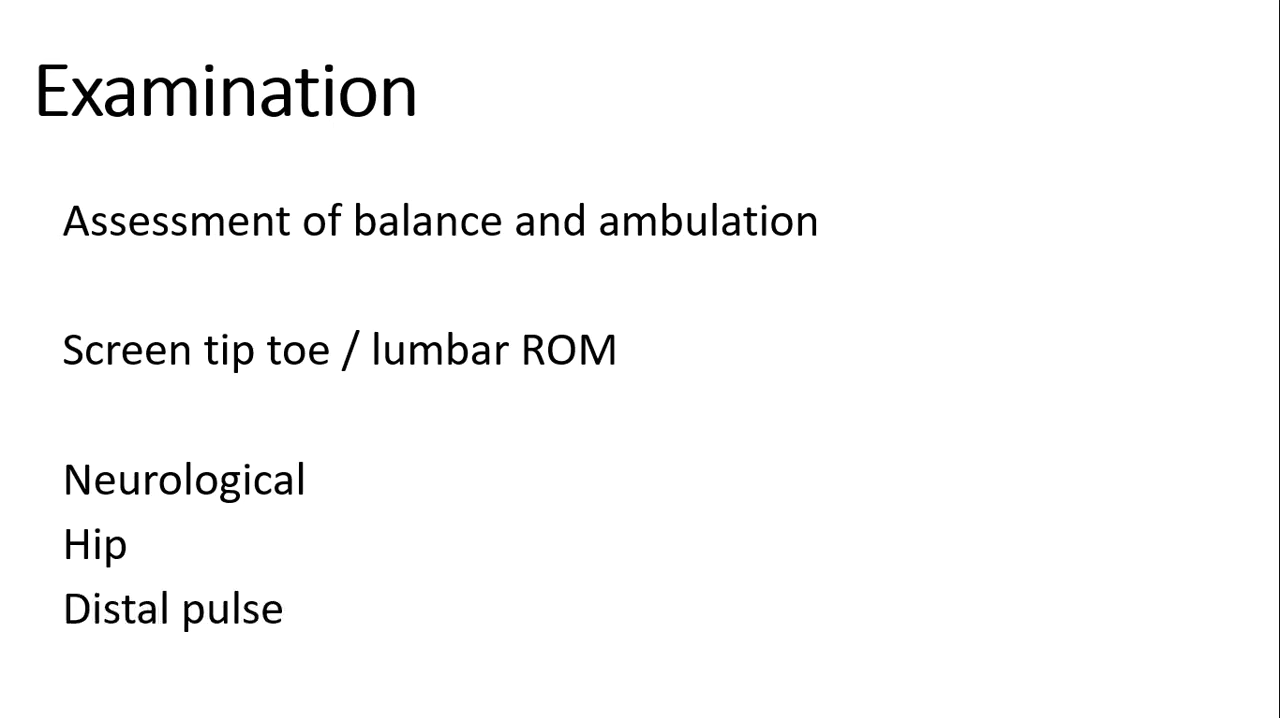 Examination
Assessment of balance and ambulation
Screen tip toe / lumbar ROM
Neurological
Hip
Distal pulse